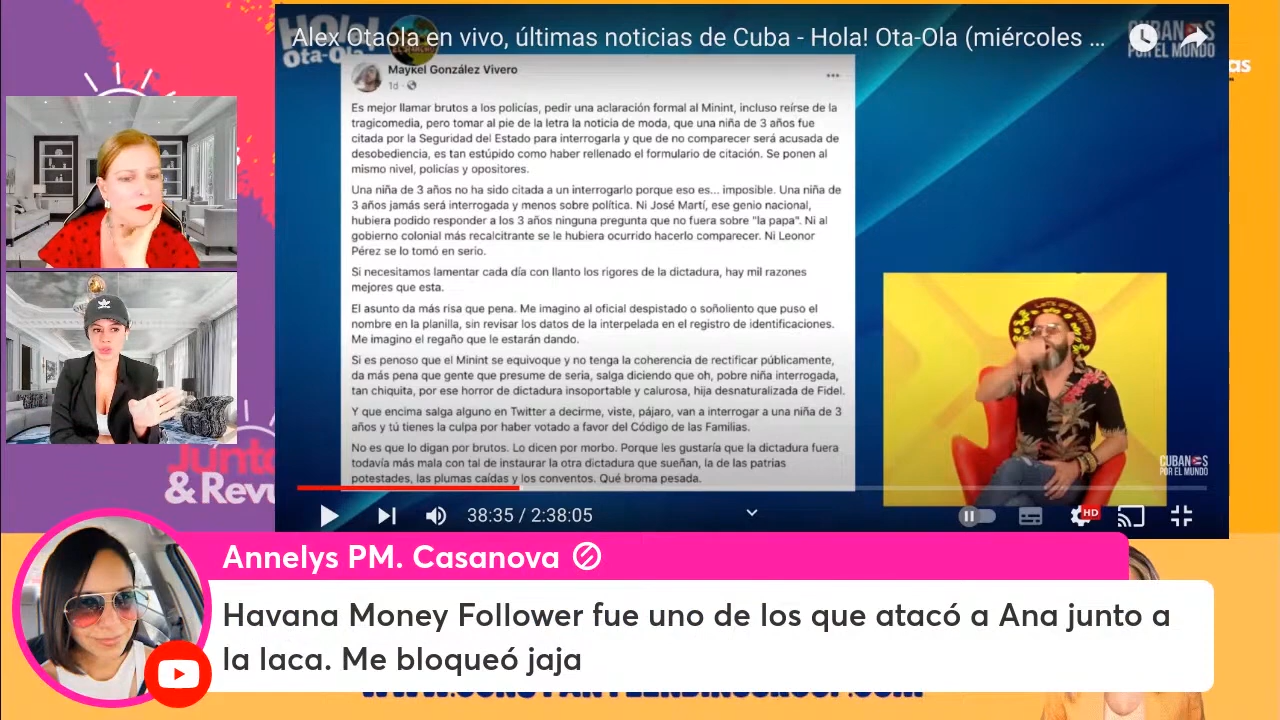 HOLA!
Ota-Ola
Alex Otaola en vivo, últimas noticias de Cuba - Hola! Ota-Ola (miércoles ...
CUBANOS
POR EL MUNDO
as
Maykel González Vivero
1d
Es mejor llamar brutos a los policías, pedir una aclaración formal al Minint, incluso reírse de la
tragicomedia, pero tomar al pie de la letra la noticia de moda, que una niña de 3 años fue
citada por la Seguridad del Estado para interrogarla y que de no comparecer será acusada de
desobediencia, es tan estúpido como haber rellenado el formulario de citación. Se ponen al
mismo nivel, policías y opositores.
Una niña de 3 años no ha sido citada a un interrogarlo porque eso es... imposible. Una niña de
3 años jamás será interrogada y menos sobre política. Ni José Martí, ese genio nacional,
hubiera podido responder a los 3 años ninguna pregunta que no fuera sobre "la papa". Ni al
gobierno colonial más recalcitrante se le hubiera ocurrido hacerlo comparecer. Ni Leonor
Pérez se lo tomó en serio.
Si necesitamos lamentar cada día con llanto los rigores de la dictadura, hay mil razones
mejores que esta.
El asunto da más risa que pena. Me imagino al oficial despistado o soñoliento que puso el
nombre en la planilla, sin revisar los datos de la interpelada en el registro de identificaciones.
Me imagino el regaño que le estarán dando.
Si es penoso que el Minint se equivoque y no tenga la coherencia de rectificar públicamente,
da más pena que gente que presume de seria, salga diciendo que oh, pobre niña interrogada,
tan chiquita, por ese horror de dictadura insoportable y calurosa, hija desnaturalizada de Fidel.
Y que encima salga alguno en Twitter a decirme, viste, pájaro, van a interrogar a una niña de 3
años y tú tienes la culpa por haber votado a favor del Código de las Familias.
No es que lo digan por brutos. Lo dicen por morbo. Porque les gustaría que la dictadura fuera
todavía más mala con tal de instaurar la otra dictadura que sueñan, la de las patrias
potestades, las plumas caídas y los conventos. Qué broma pesada.
CUBANOS
POR EL MUNDO
38:35 / 2:38:05
HD
Junto
& Revu
Annelys PM. Casanova
Havana Money Follower fue uno de los que atacó a Ana junto a
la laca. Me bloqueó jaja